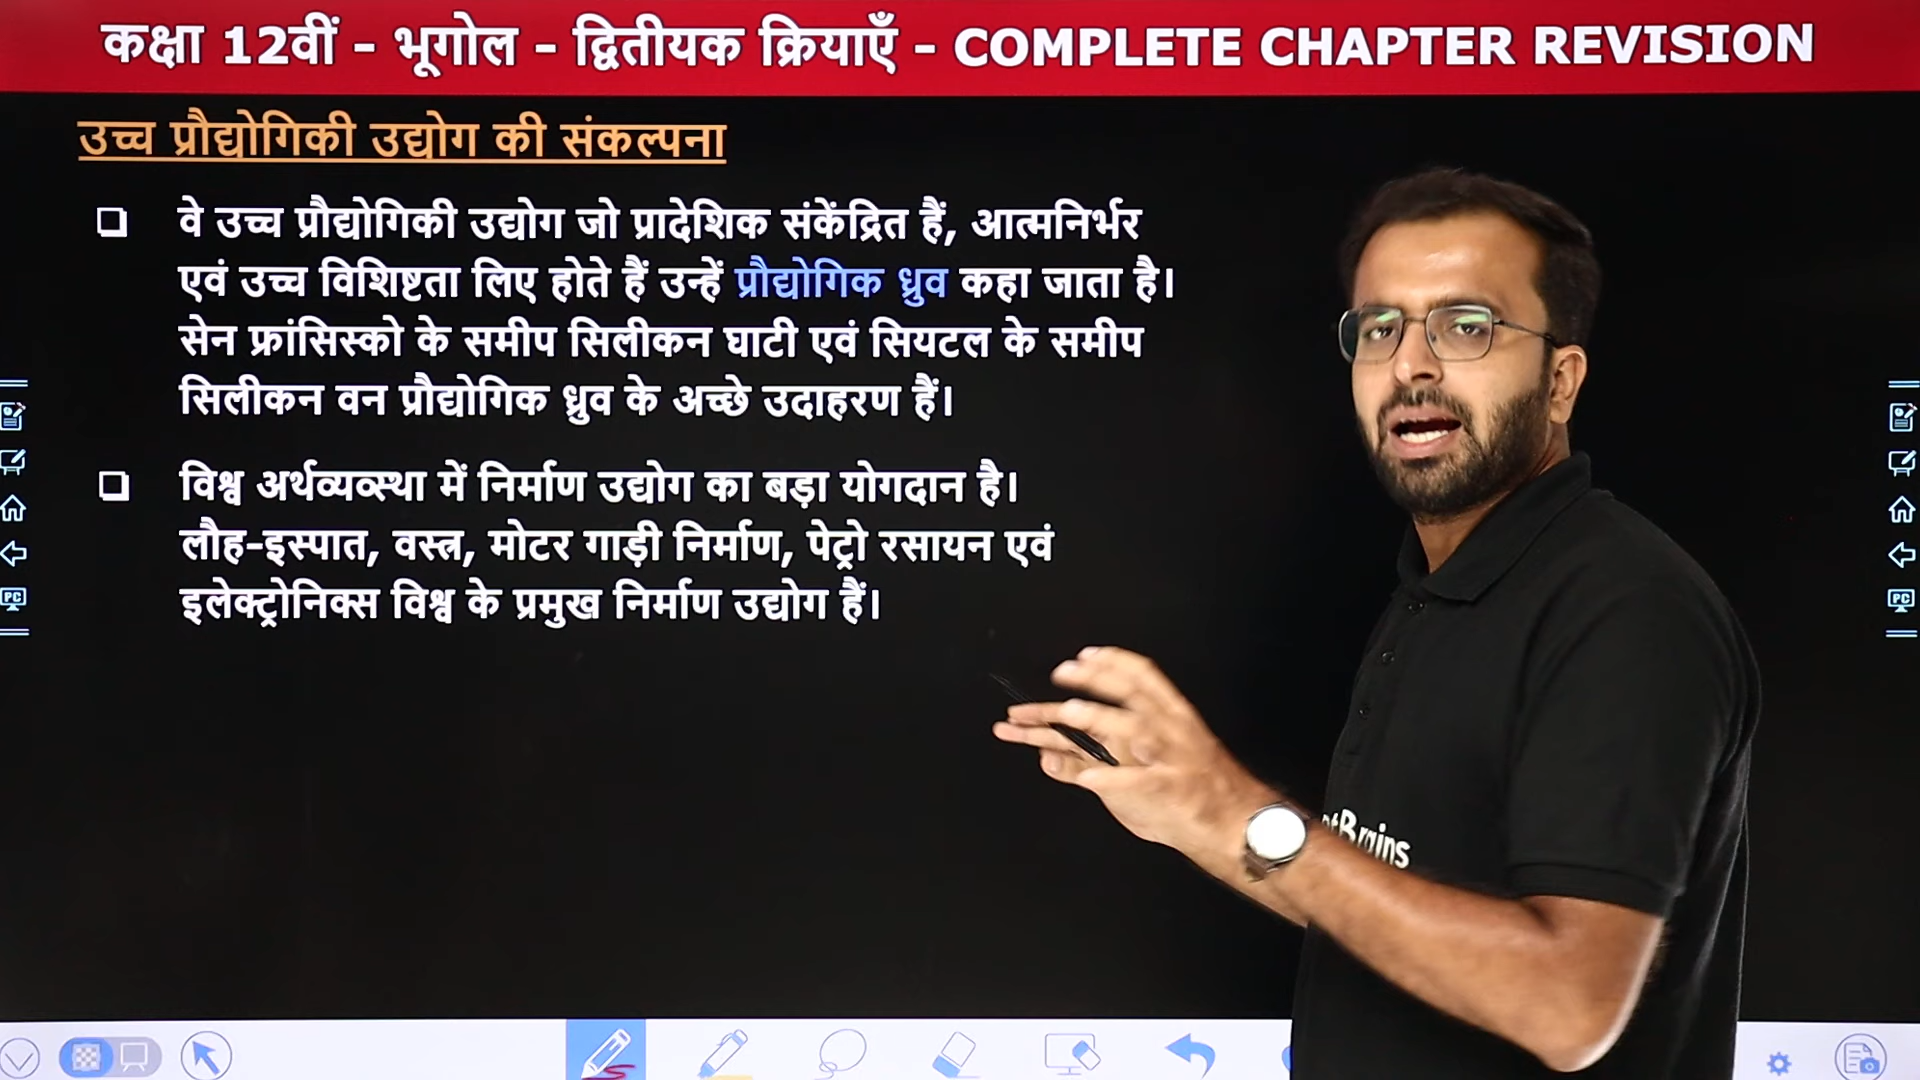 कक्षा 12वीं - भूगोल - द्वितीयक क्रियाएँ - COMPLETE CHAPTER REVISION
उच्च प्रौद्योगिकी उद्योग की संकल्पना
वे उच्च प्रौद्योगिकी उद्योग जो प्रादेशिक संकेंद्रित हैं, आत्मनिर्भर
एवं उच्च विशिष्टता लिए होते हैं उन्हें प्रौद्योगिक ध्रुव कहा जाता है।
सेन फ्रांसिस्को के समीप सिलीकन घाटी एवं सियटल के समीप
सिलीकन वन प्रौद्योगिक ध्रुव के अच्छे उदाहरण हैं।
विश्व अर्थव्यवस्था में निर्माण उद्योग का बड़ा योगदान है।
लौह-इस्पात, वस्त्र, मोटर गाड़ी निर्माण, पेट्रो रसायन एवं
इलेक्ट्रोनिक्स विश्व के प्रमुख निर्माण उद्योग हैं।
PC
PC